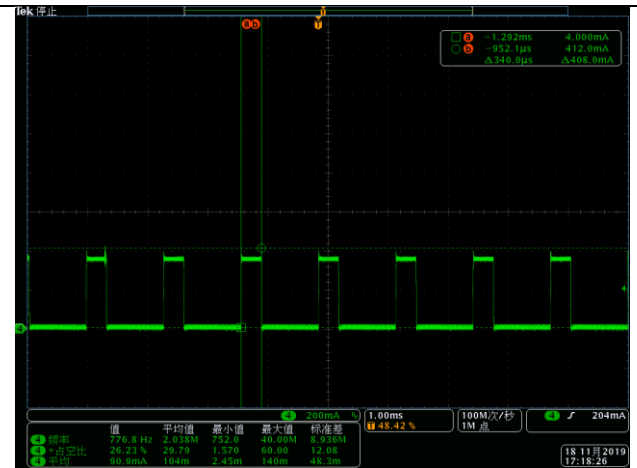 Tek 停止
a b
T
T
a −1.292ms 4.000mA
b −952.1µs 412.0mA
Δ340.0µs Δ408.0mA
4
4 200mA
1.00ms
T 48.42 %
100M次/秒
1M 点
4 204mA
值 平均值 最小值 最大值 标准差
4 频率 776.8 Hz 2.038M 752.0 40.00M 8.936M
4 +占空比 26.23 % 29.79 1.570 60.00 12.08
4 平均 90.9mA 104m 2.45m 140m 48.3m
18 11月2019
17:18:26